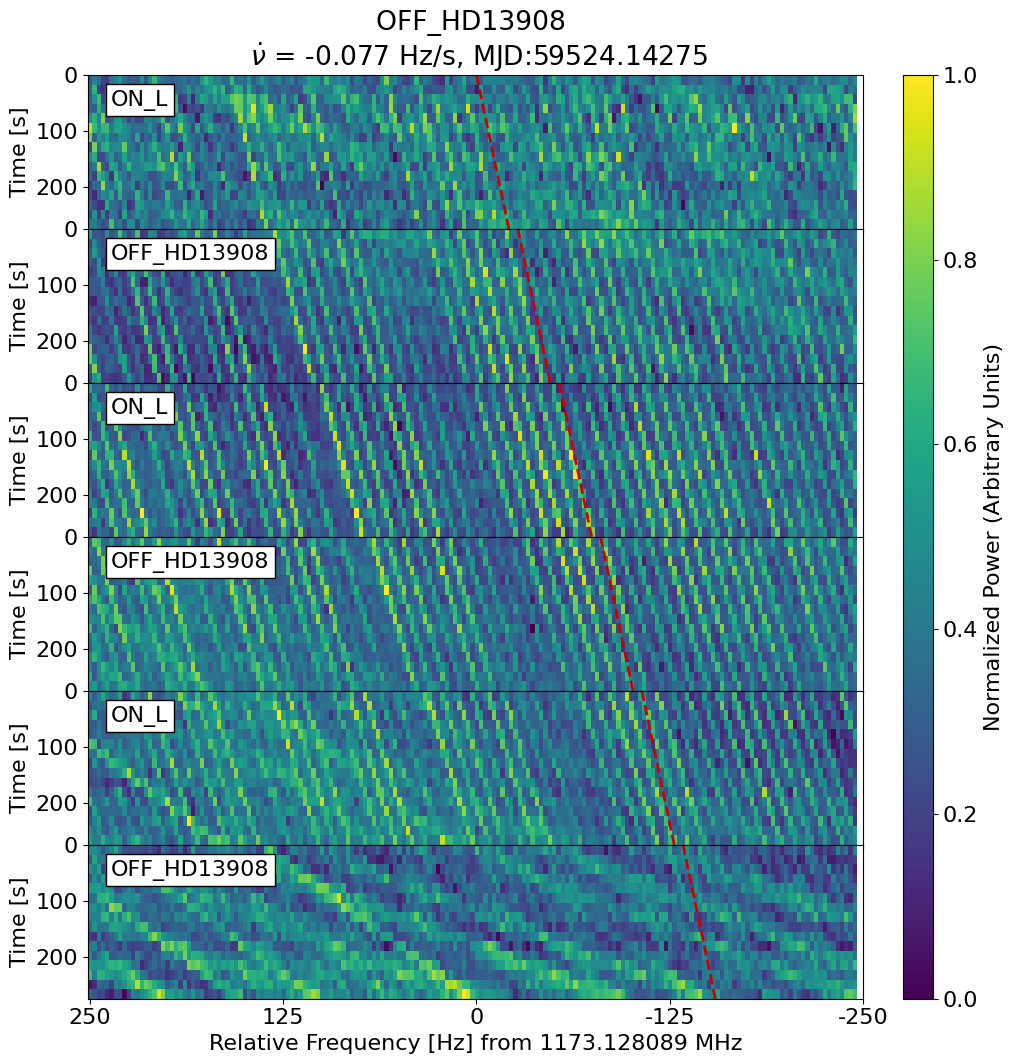 OFF_HD13908
ν̇ = -0.077 Hz/s, MJD:59524.14275
0
ON_L
100
200
Time [s]
0
OFF_HD13908
100
200
Time [s]
0
ON_L
100
200
Time [s]
0
OFF_HD13908
100
200
Time [s]
0
ON_L
100
200
Time [s]
0
OFF_HD13908
100
200
Time [s]
250 125 0 -125 -250
Relative Frequency [Hz] from 1173.128089 MHz
1.0
0.8
0.6
0.4
0.2
0.0
Normalized Power (Arbitrary Units)